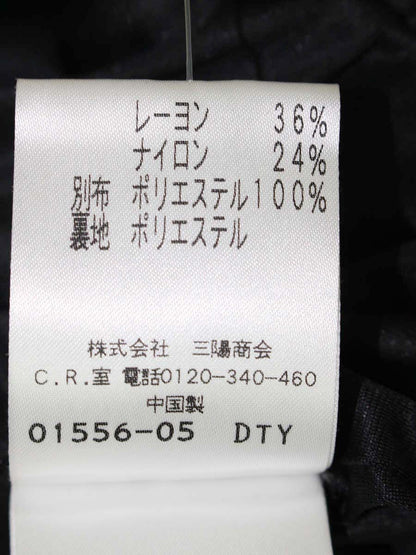 レーヨン 36%
ナイロン 24%
別布 ポリエステル100%
裏地 ポリエステル
株式会社 三陽商会
C.R.室 電話0120-340-460
中国製
01556-05 DTY